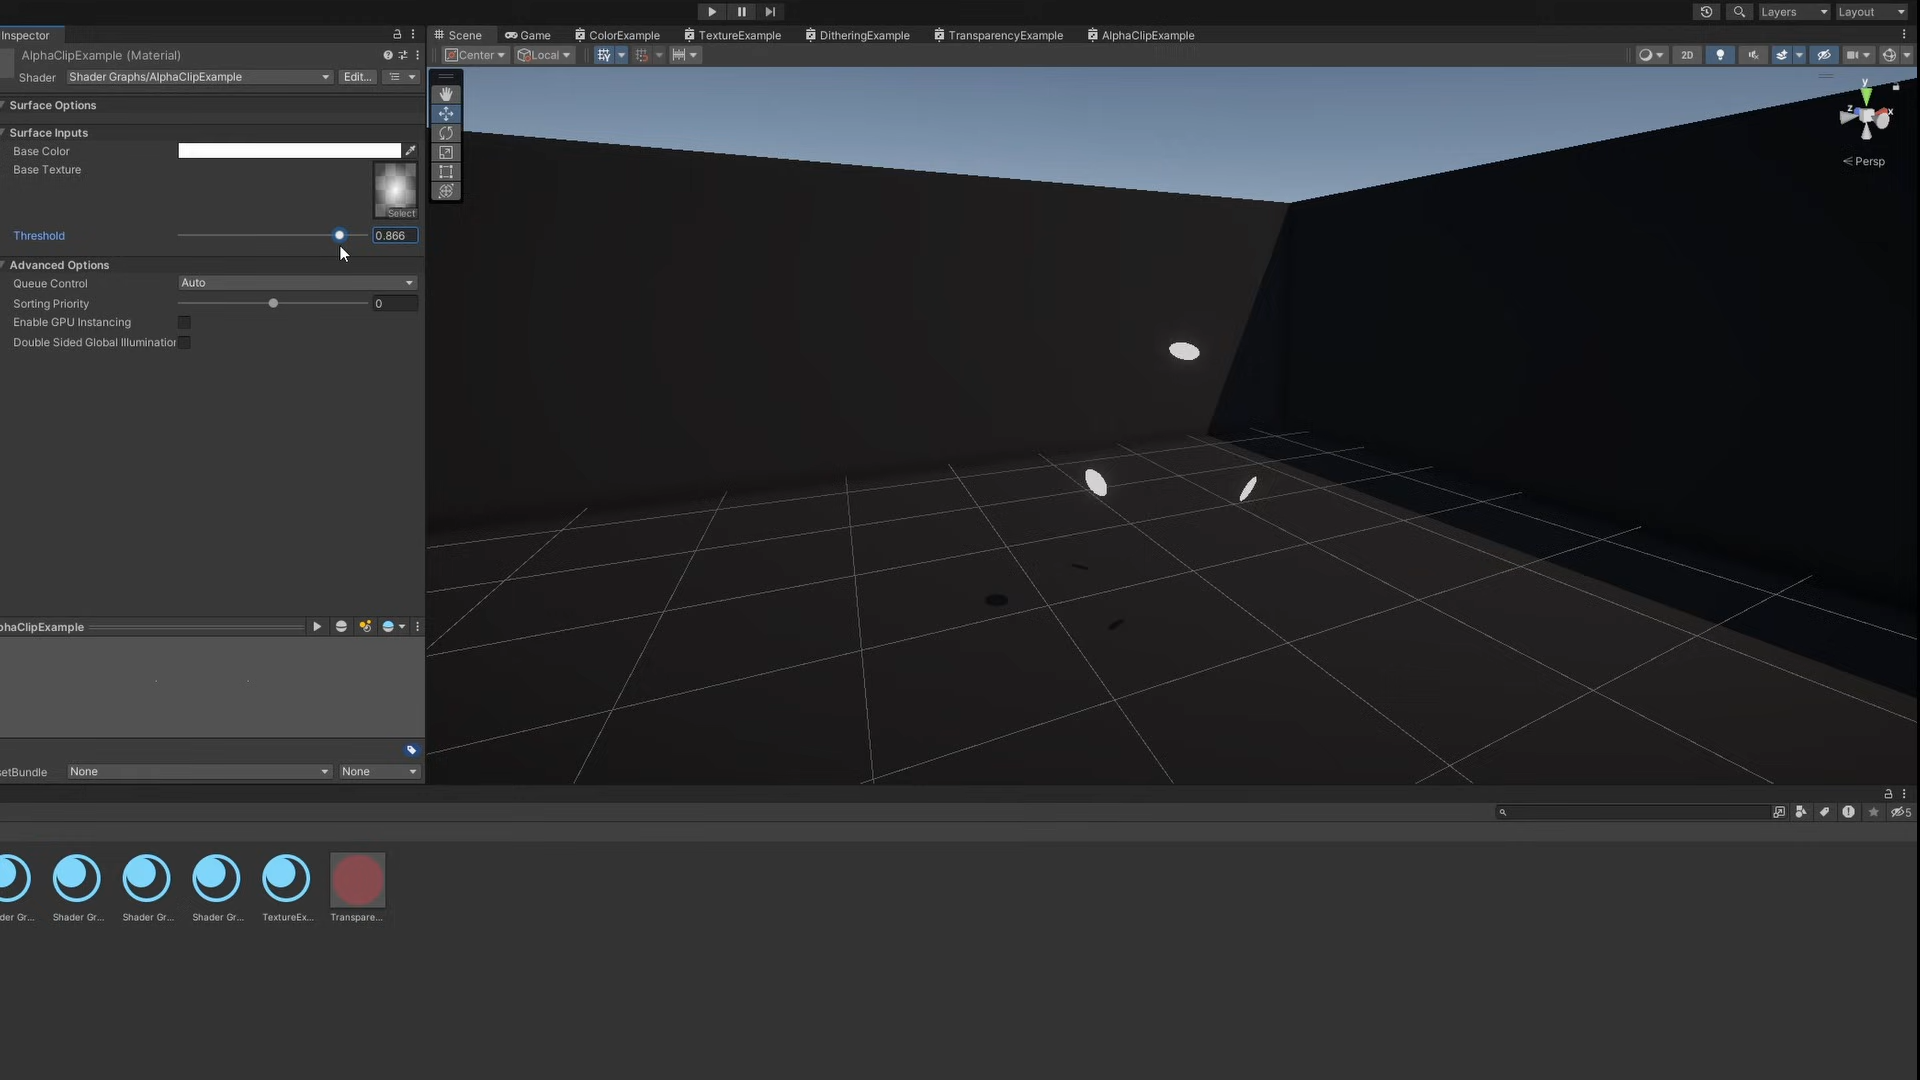 Layers
Layout
Inspector
Scene
Game
ColorExample
TextureExample
DitheringExample
TransparencyExample
AlphaClipExample
AlphaClipExample (Material)
Center
Local
2D
Shader
Shader Graphs/AlphaClipExample
Edit...
Surface Options
Surface Inputs
Base Color
Base Texture
Select
Threshold
0.866
Advanced Options
Queue Control
Auto
Sorting Priority
0
Enable GPU Instancing
Double Sided Global Illumination
y
z
x
Persp
phaClipExample
setBundle
None
None
5
der Gr...
Shader Gr...
Shader Gr...
Shader Gr...
TextureEx...
Transpare...